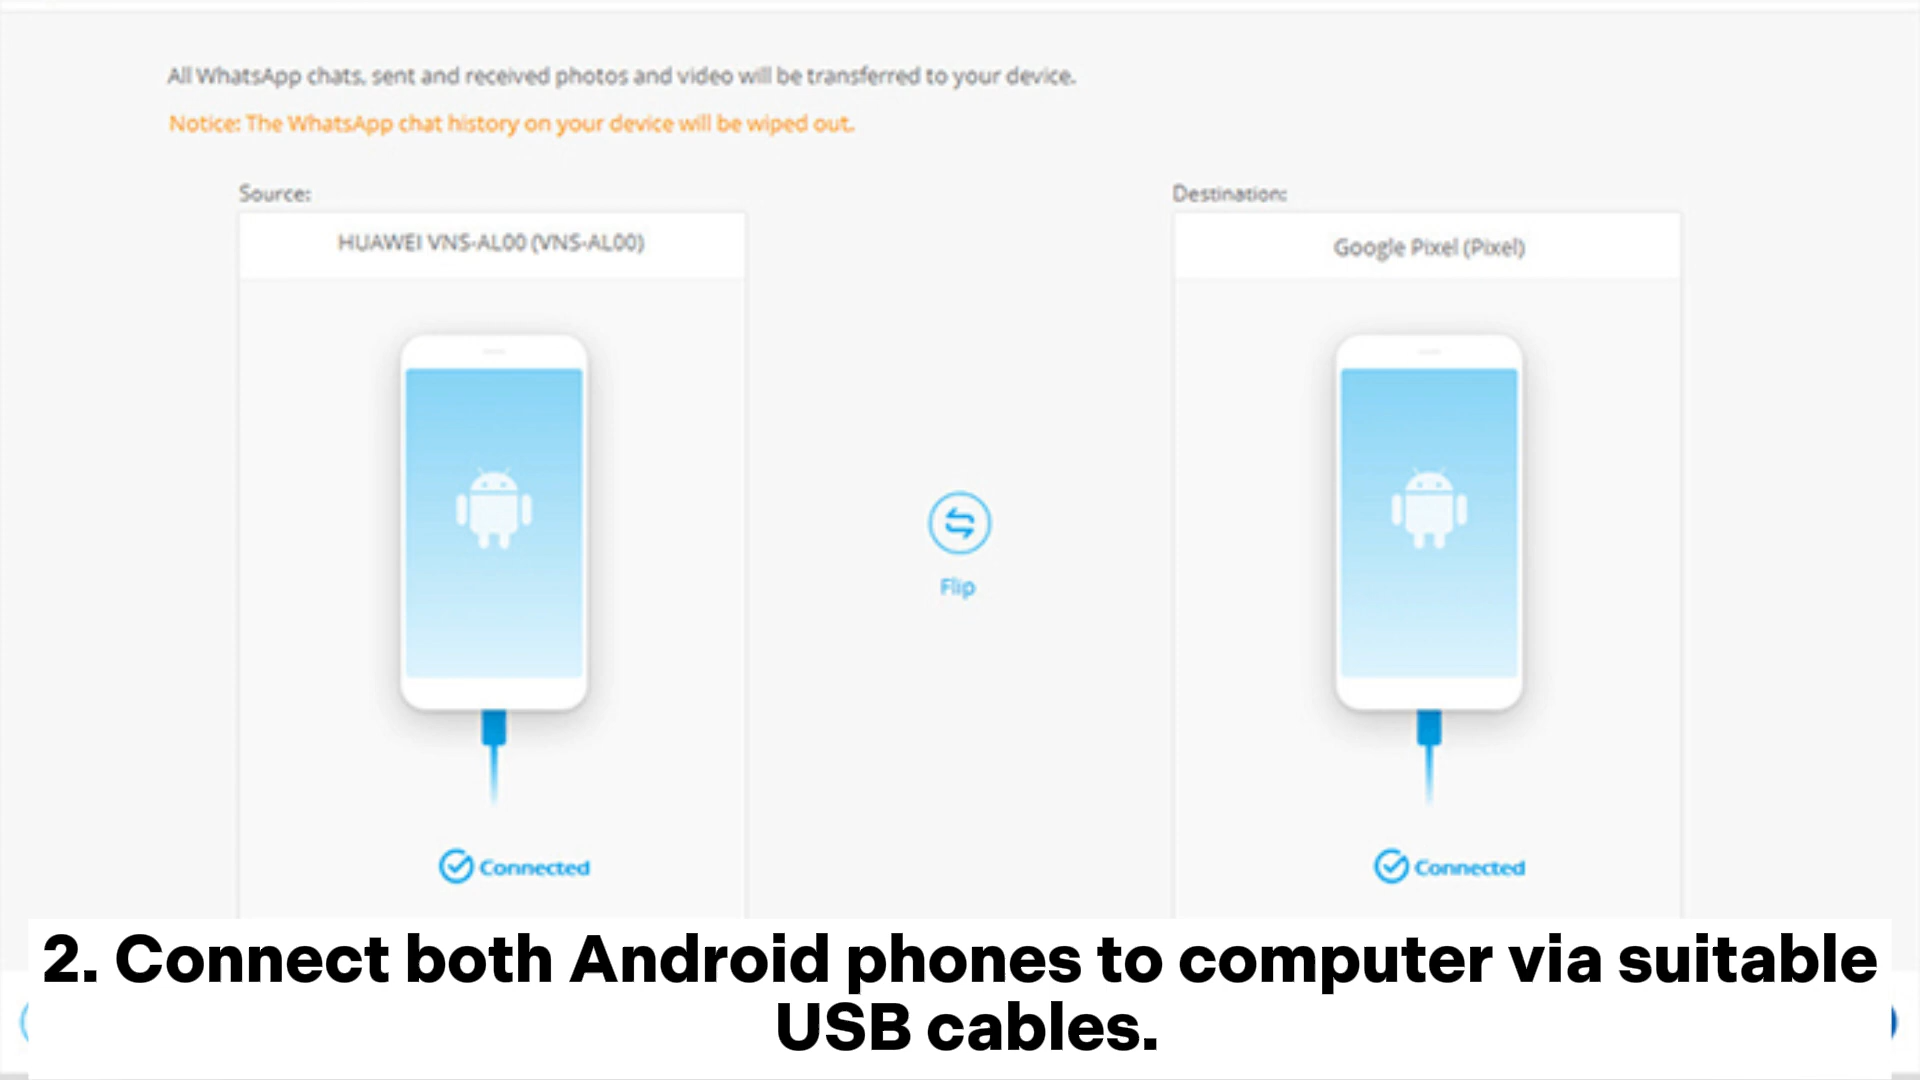 All WhatsApp chats, sent and received photos and video will be transferred to your device.
Notice: The WhatsApp chat history on your device will be wiped out.
Source:
HUAWEI VNS-AL00 (VNS-AL00)
Connected
Flip
Destination:
Google Pixel (Pixel)
Connected
2. Connect both Android phones to computer via suitable
USB cables.